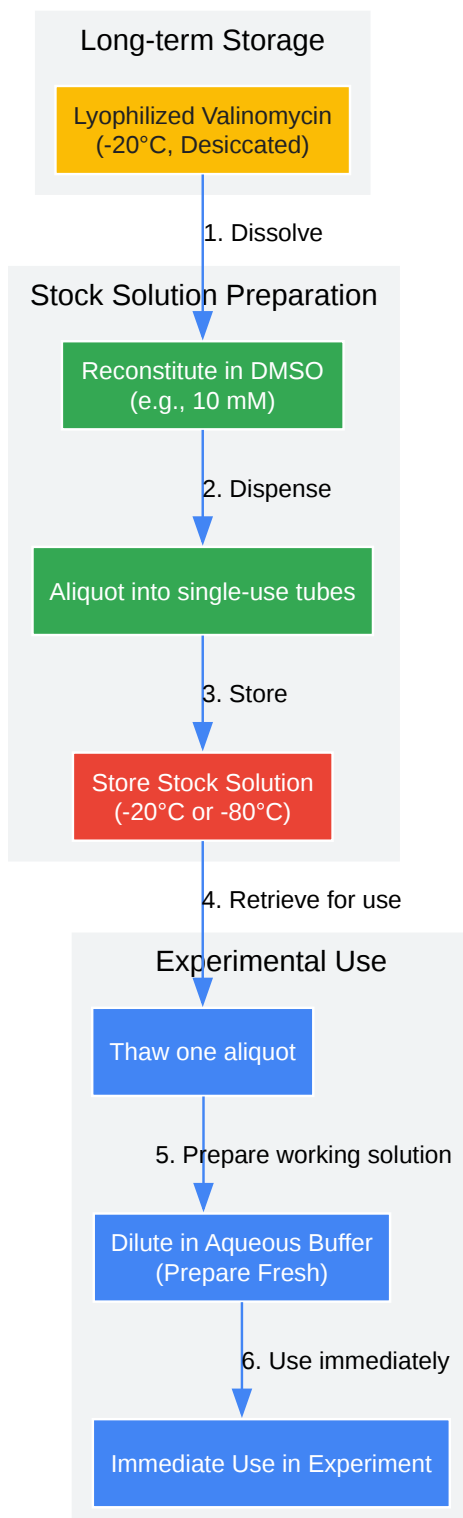 Long-term Storage
Lyophilized Valinomycin
(-20°C, Desiccated)
1. Dissolve
Stock Solution Preparation
Reconstitute in DMSO
(e.g., 10 mM)
2. Dispense
Aliquot into single-use tubes
3. Store
Store Stock Solution
(-20°C or -80°C)
4. Retrieve for use
Experimental Use
Thaw one aliquot
5. Prepare working solution
Dilute in Aqueous Buffer
(Prepare Fresh)
6. Use immediately
Immediate Use in Experiment